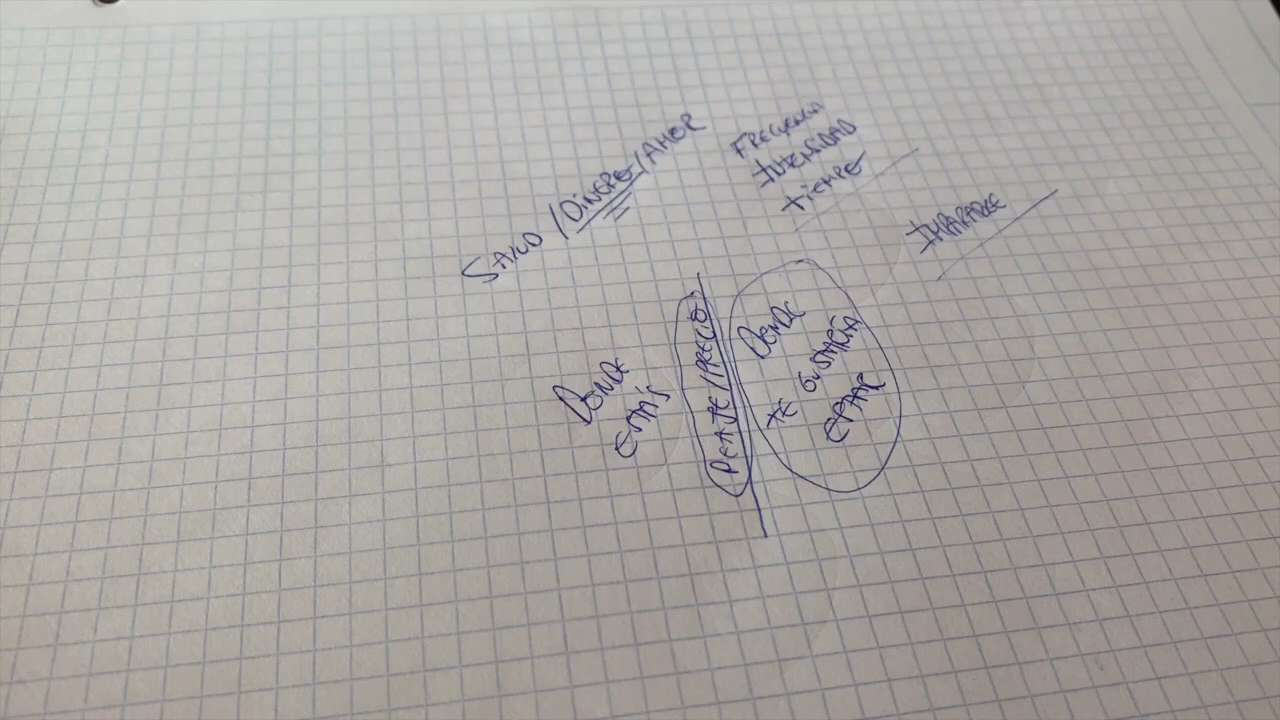 SALUD / DINERO / AMOR
FRECUENCIA
INTENSIDAD
TIEMPO
IMPARABLE
DONDE
ESTÁS
PEAJE / PRECIO
DONDE
TE GUSTARÍA
ESTAR